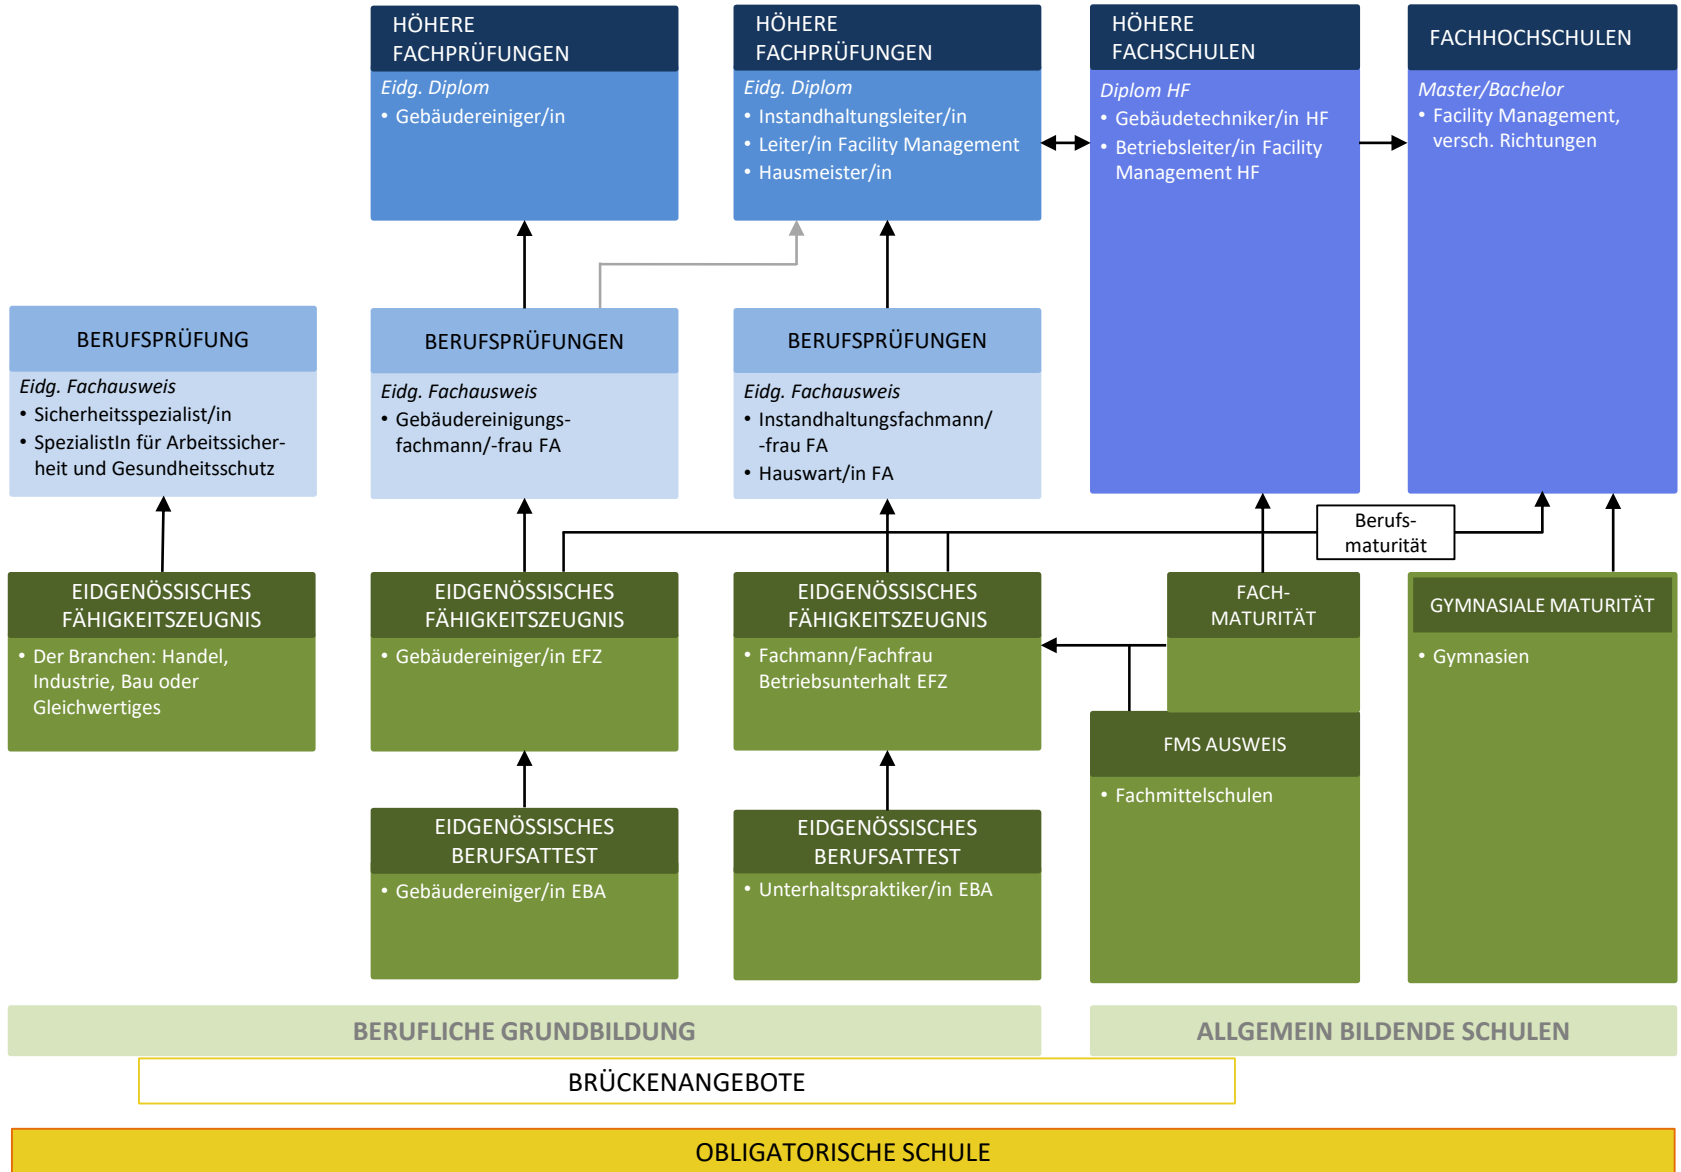 HÖHERE
FACHPRÜFUNGEN
Eidg. Diplom
• Gebäudereiniger/in
HÖHERE
FACHPRÜFUNGEN
Eidg. Diplom
• Instandhaltungsleiter/in
• Leiter/in Facility Management
• Hausmeister/in
HÖHERE
FACHSCHULEN
Diplom HF
• Gebäudetechniker/in HF
• Betriebsleiter/in Facility
Management HF
FACHHOCHSCHULEN
Master/Bachelor
• Facility Management,
versch. Richtungen
BERUFSPRÜFUNG
Eidg. Fachausweis
• Sicherheitsspezialist/in
• SpezialistIn für Arbeitssicher-
heit und Gesundheitsschutz
BERUFSPRÜFUNGEN
Eidg. Fachausweis
• Gebäudereinigungs-
fachmann/-frau FA
BERUFSPRÜFUNGEN
Eidg. Fachausweis
• Instandhaltungsfachmann/
-frau FA
• Hauswart/in FA
Berufs-
maturität
EIDGENÖSSISCHES
FÄHIGKEITSZEUGNIS
• Der Branchen: Handel,
Industrie, Bau oder
Gleichwertiges
EIDGENÖSSISCHES
FÄHIGKEITSZEUGNIS
• Gebäudereiniger/in EFZ
EIDGENÖSSISCHES
FÄHIGKEITSZEUGNIS
• Fachmann/Fachfrau
Betriebsunterhalt EFZ
FACH-
MATURITÄT
GYMNASIALE MATURITÄT
• Gymnasien
FMS AUSWEIS
• Fachmittelschulen
EIDGENÖSSISCHES
BERUFSATTEST
• Gebäudereiniger/in EBA
EIDGENÖSSISCHES
BERUFSATTEST
• Unterhaltspraktiker/in EBA
BERUFLICHE GRUNDBILDUNG
ALLGEMEIN BILDENDE SCHULEN
BRÜCKENANGEBOTE
OBLIGATORISCHE SCHULE